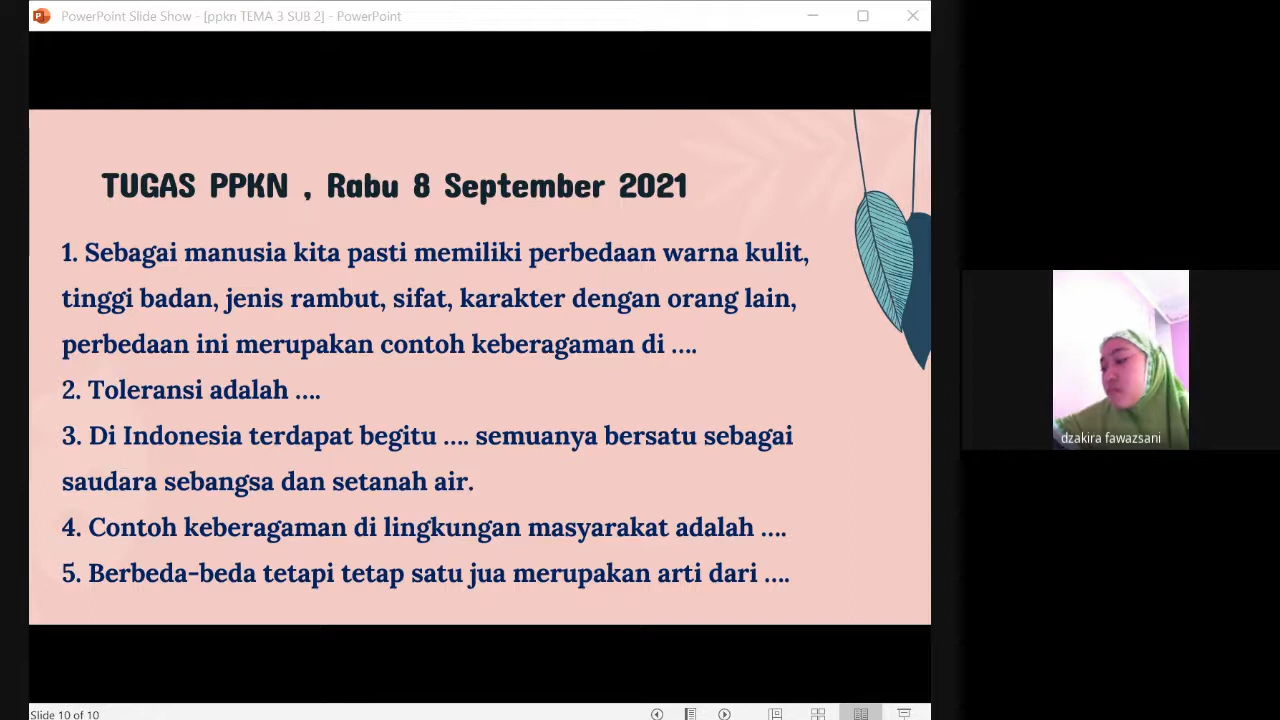 PowerPoint Slide Show - [ppkn TEMA 3 SUB 2] - PowerPoint
TUGAS PPKN , Rabu 8 September 2021
1. Sebagai manusia kita pasti memiliki perbedaan warna kulit,
tinggi badan, jenis rambut, sifat, karakter dengan orang lain,
perbedaan ini merupakan contoh keberagaman di ....
2. Toleransi adalah ....
3. Di Indonesia terdapat begitu .... semuanya bersatu sebagai
saudara sebangsa dan setanah air.
4. Contoh keberagaman di lingkungan masyarakat adalah ....
5. Berbeda-beda tetapi tetap satu jua merupakan arti dari ....
dzakira fawazsani
Slide 10 of 10